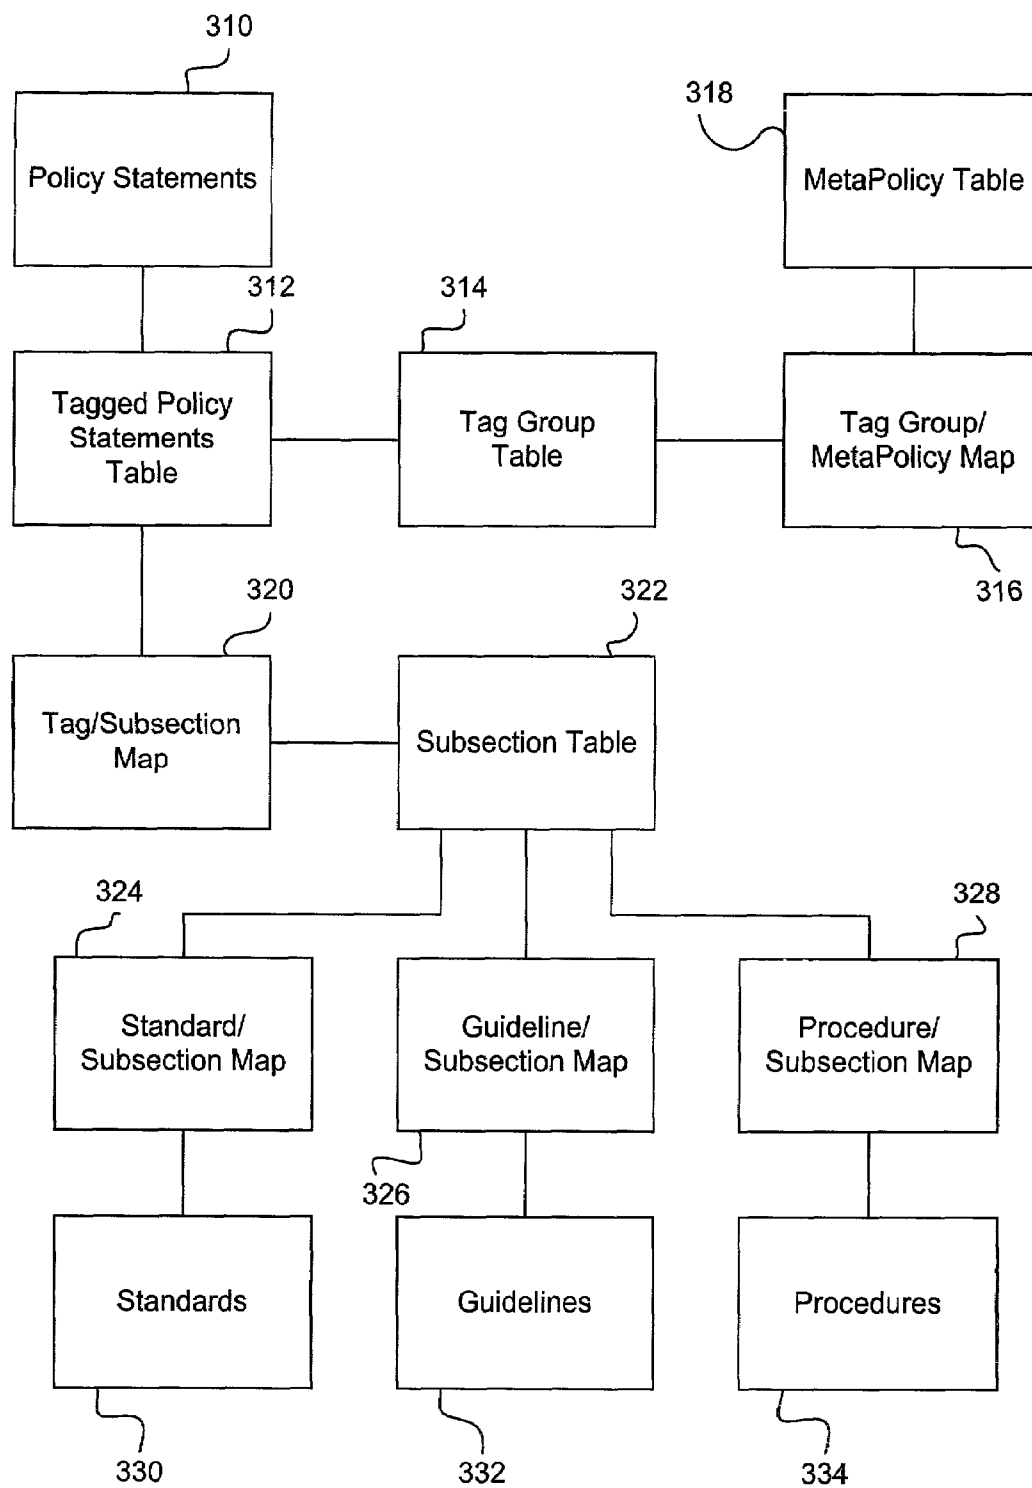 310
318
Policy Statements
MetaPolicy Table
312
314
Tagged Policy
Statements
Table
Tag Group
Table
Tag Group/
MetaPolicy Map
316
320
322
Tag/Subsection
Map
Subsection Table
324
328
Standard/
Subsection Map
Guideline/
Subsection Map
Procedure/
Subsection Map
326
Standards
Guidelines
Procedures
330
332
334